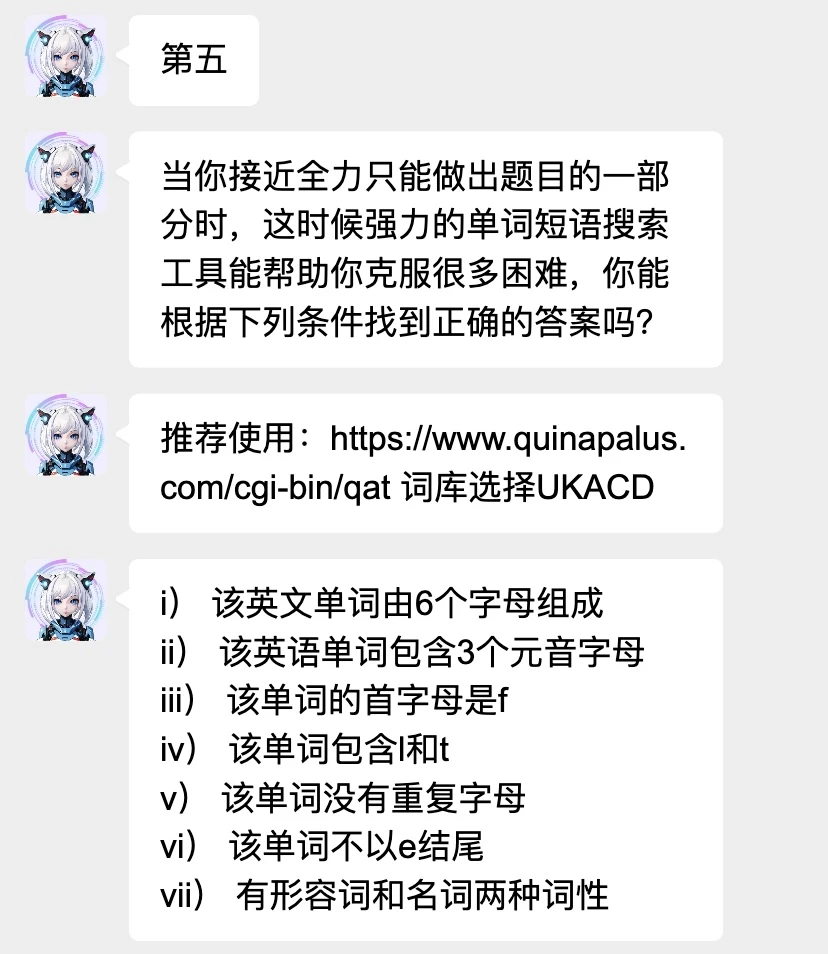 第五
当你接近全力只能做出题目的一部
分时，这时候强力的单词短语搜索
工具能帮助你克服很多困难，你能
根据下列条件找到正确的答案吗？
推荐使用：https://www.quinapalus.
com/cgi-bin/qat 词库选择UKACD
i） 该英文单词由6个字母组成
ii） 该英语单词包含3个元音字母
iii） 该单词的首字母是f
iv） 该单词包含l和t
v） 该单词没有重复字母
vi） 该单词不以e结尾
vii） 有形容词和名词两种词性